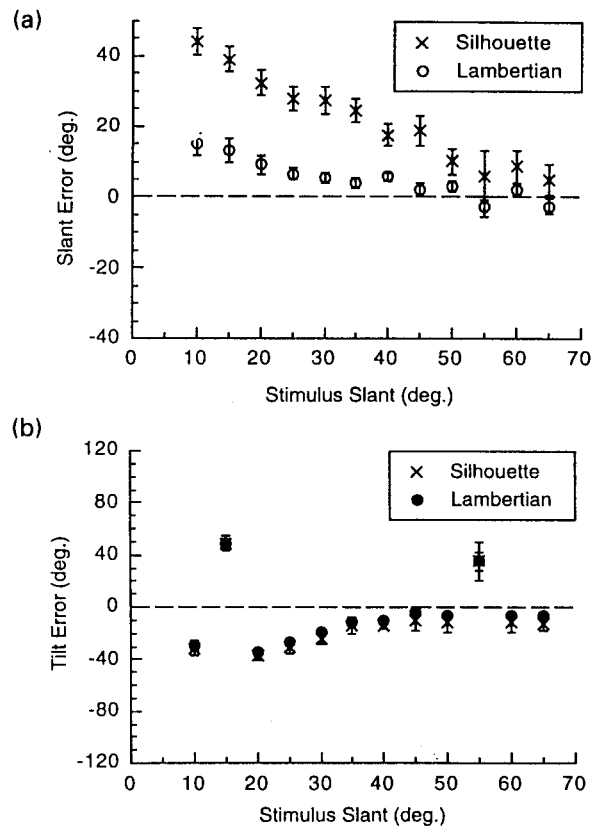 (a)
Slant Error (deg.)
40
20
0
-20
-40
Silhouette
Lambertian
0 10 20 30 40 50 60 70
Stimulus Slant (deg.)
(b)
Tilt Error (deg.)
120
80
40
0
-40
-80
-120
Silhouette
Lambertian
0 10 20 30 40 50 60 70
Stimulus Slant (deg.)